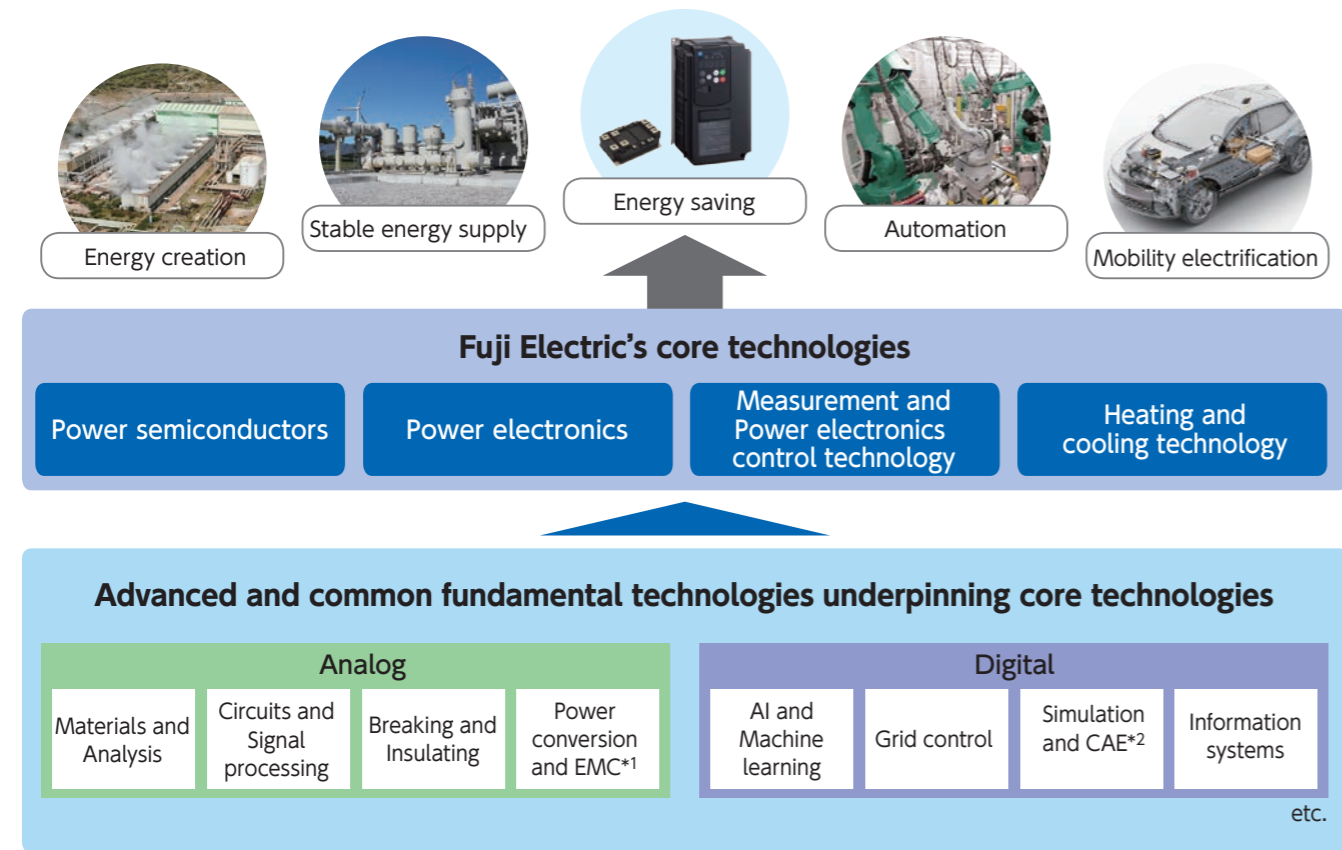 Energy creation
Stable energy supply
Energy saving
Automation
Mobility electrification
Fuji Electric’s core technologies
Power semiconductors
Power electronics
Measurement and
Power electronics
control technology
Heating and
cooling technology
Advanced and common fundamental technologies underpinning core technologies
Analog
Materials and
Analysis
Circuits and
Signal
processing
Breaking and
Insulating
Power
conversion
and EMC*1
Digital
AI and
Machine
learning
Grid control
Simulation
and CAE*2
Information
systems
etc.